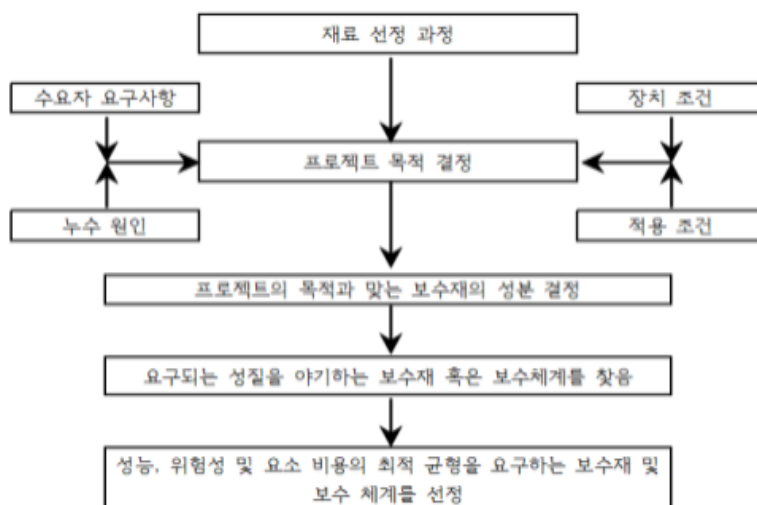 재료 선정 과정
수요자 요구사항
장치 조건
프로젝트 목적 결정
누수 원인
적용 조건
프로젝트의 목적과 맞는 보수재의 성분 결정
요구되는 성질을 야기하는 보수재 혹은 보수체계를 찾음
성능, 위험성 및 요소 비용의 최적 균형을 요구하는 보수재 및
보수 체계를 선정